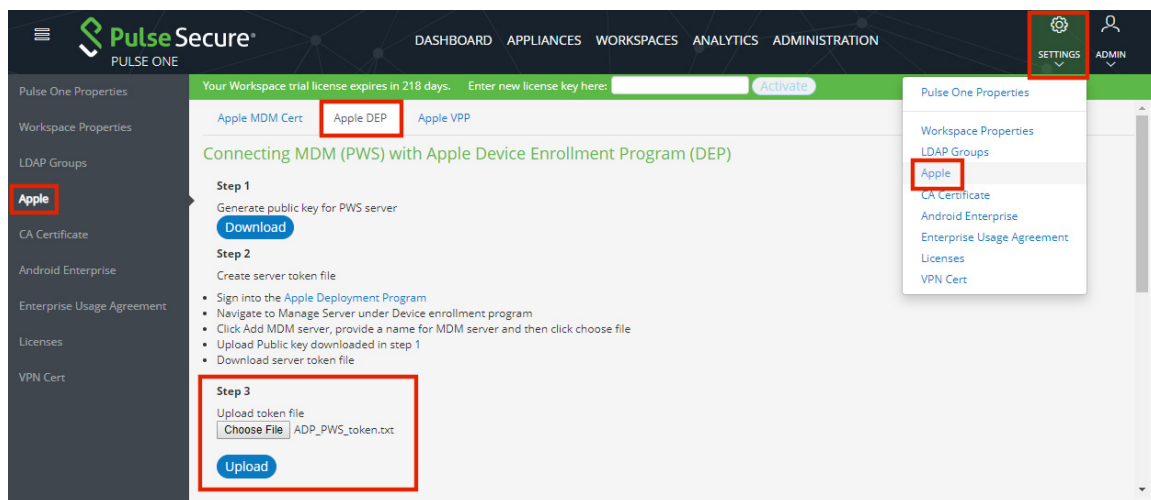 Pulse Secure®
PULSE ONE
DASHBOARD APPLIANCES WORKSPACES ANALYTICS ADMINISTRATION
SETTINGS
ADMIN
Pulse One Properties
Workspace Properties
LDAP Groups
Apple
CA Certificate
Android Enterprise
Enterprise Usage Agreement
Licenses
VPN Cert
Your Workspace trial license expires in 218 days. Enter new license key here: Activate
Apple MDM Cert Apple DEP Apple VPP
Connecting MDM (PWS) with Apple Device Enrollment Program (DEP)
Step 1
Generate public key for PWS server
Download
Step 2
Create server token file
• Sign into the Apple Deployment Program
• Navigate to Manage Server under Device enrollment program
• Click Add MDM server, provide a name for MDM server and then click choose file
• Upload Public key downloaded in step 1
• Download server token file
Step 3
Upload token file
Choose File ADP_PWS_token.txt
Upload
Pulse One Properties
Workspace Properties
LDAP Groups
Apple
CA Certificate
Android Enterprise
Enterprise Usage Agreement
Licenses
VPN Cert